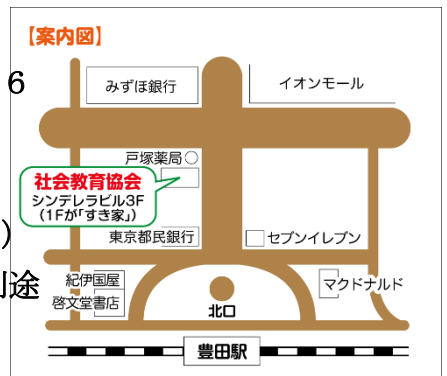 【案内図】
6
みずほ銀行
イオンモール
戸塚薬局
社会教育協会
シンデレラビル3F
(1Fが「すき家」)
)
東京都民銀行
セブンイレブン
紀伊国屋
マクドナルド
途
啓文堂書店
北口
豊田駅